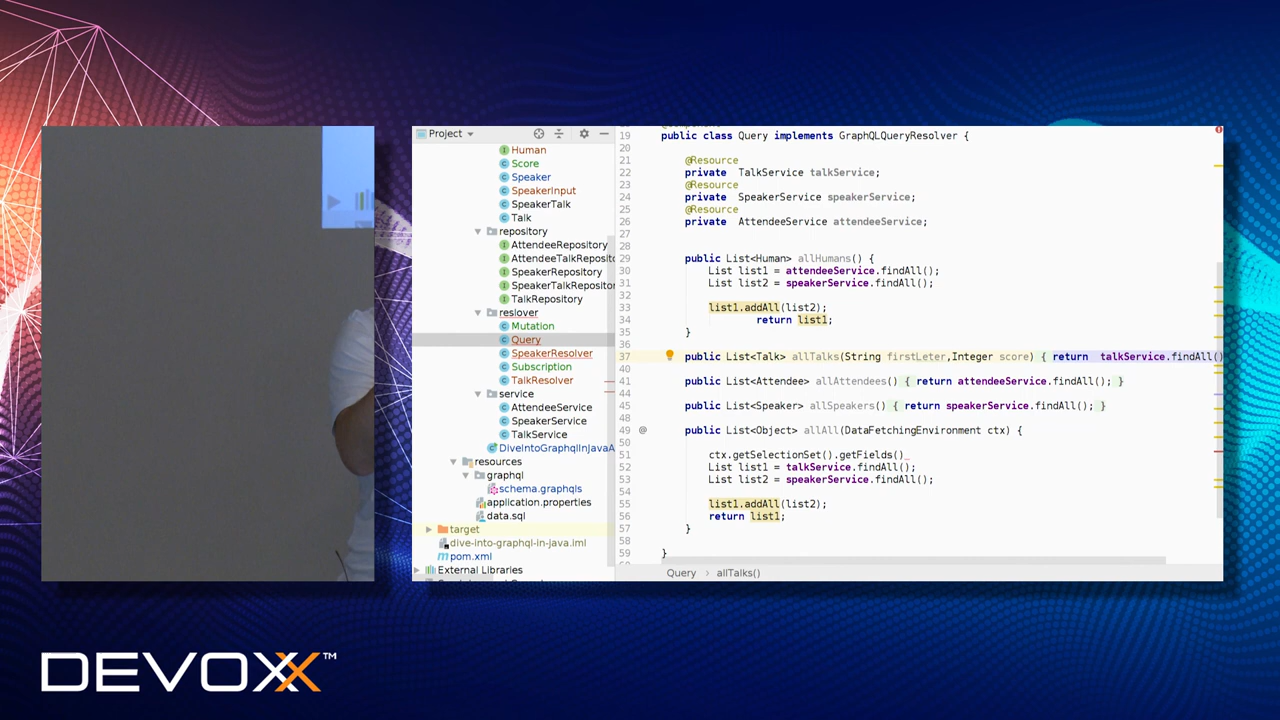 Project
Human
Score
Speaker
SpeakerInput
SpeakerTalk
Talk
repository
AttendeeRepository
AttendeeTalkReposito
SpeakerRepository
SpeakerTalkRepositor
TalkRepository
reslover
Mutation
Query
SpeakerResolver
Subscription
TalkResolver
service
AttendeeService
SpeakerService
TalkService
DiveIntoGraphqlInJavaA
resources
graphql
schema.graphqls
application.properties
data.sql
target
dive-into-graphql-in-java.iml
pom.xml
External Libraries
19 public class Query implements GraphQLQueryResolver {
20
21 @Resource
22 private TalkService talkService;
23 @Resource
24 private SpeakerService speakerService;
25 @Resource
26 private AttendeeService attendeeService;
27
28
29 public List<Human> allHumans() {
30 List list1 = attendeeService.findAll();
31 List list2 = speakerService.findAll();
32
33 list1.addAll(list2);
34 return list1;
35 }
36
37 public List<Talk> allTalks(String firstLeter,Integer score) { return talkService.findAll()
40
41 public List<Attendee> allAttendees() { return attendeeService.findAll(); }
44
45 public List<Speaker> allSpeakers() { return speakerService.findAll(); }
48
49 @ public List<Object> allAll(DataFetchingEnvironment ctx) {
50
51 ctx.getSelectionSet().getFields()
52 List list1 = talkService.findAll();
53 List list2 = speakerService.findAll();
54
55 list1.addAll(list2);
56 return list1;
57 }
58
59 }
Query › allTalks()
DEVOXX™